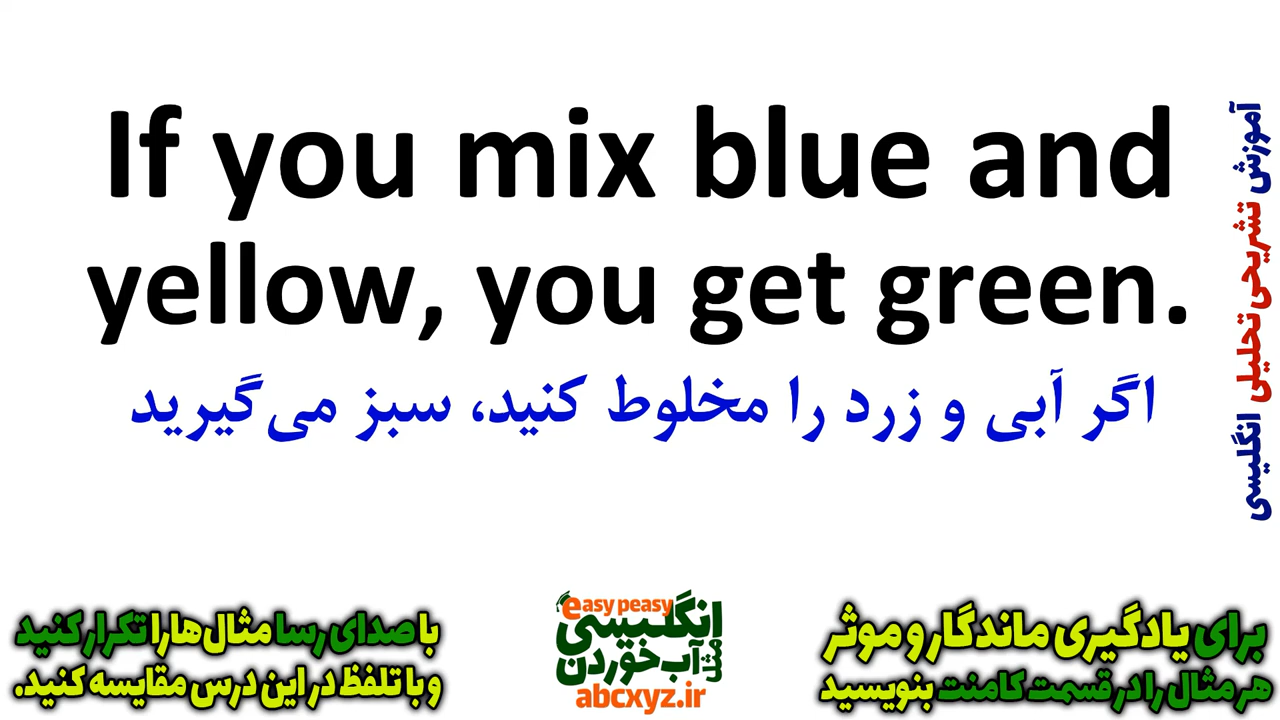 If you mix blue and
yellow, you get green.
اگر آبی و زرد را مخلوط کنید، سبز می‌گیرید
آموزش تشریحی تحلیلی انگلیسی
برای یادگیری ماندگار و موثر
هر مثال را در قسمت کامنت بنویسید
easy peasy
انگلیسی
مثل آب خوردن
abcxyz.ir
با صدای رسا مثال‌ها را تکرار کنید
و با تلفظ در این درس مقایسه کنید.